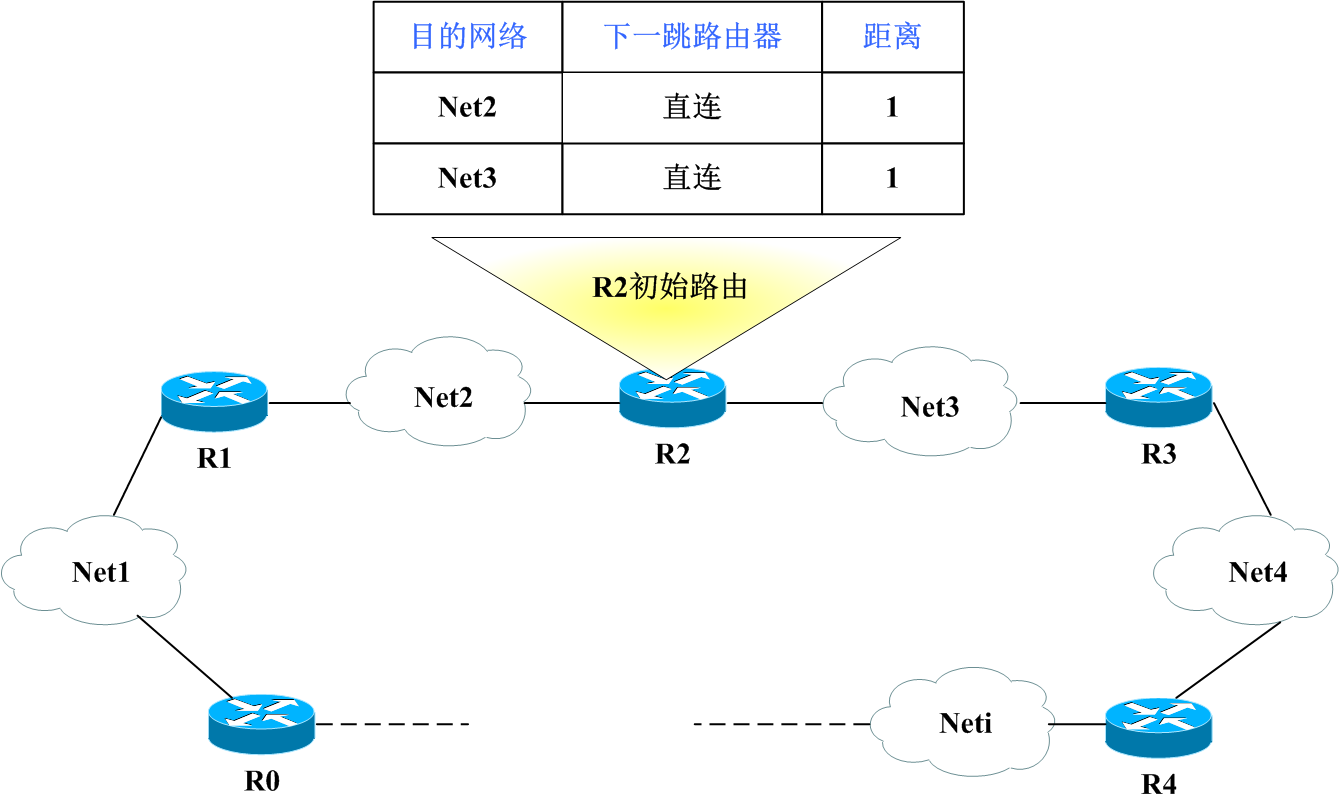 目的网络 下一跳路由器 距离
Net2 直连 1
Net3 直连 1
R2初始路由
Net2
Net3
R1
R2
R3
Net1
Net4
Neti
R0
R4